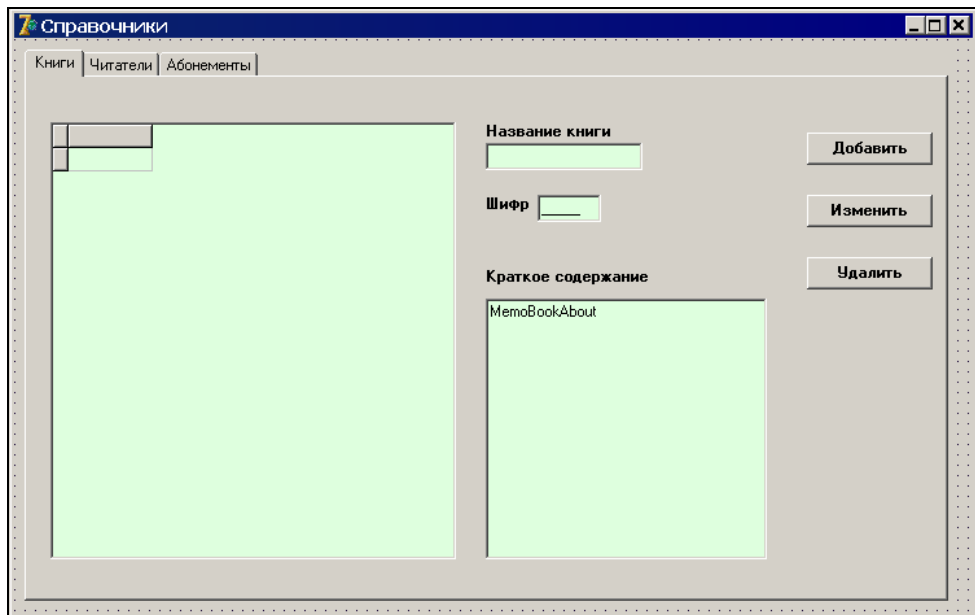 Справочники
Книги Читатели Абонементы
Название книги
Добавить
Шифр
Изменить
Краткое содержание
Удалить
MemoBookAbout